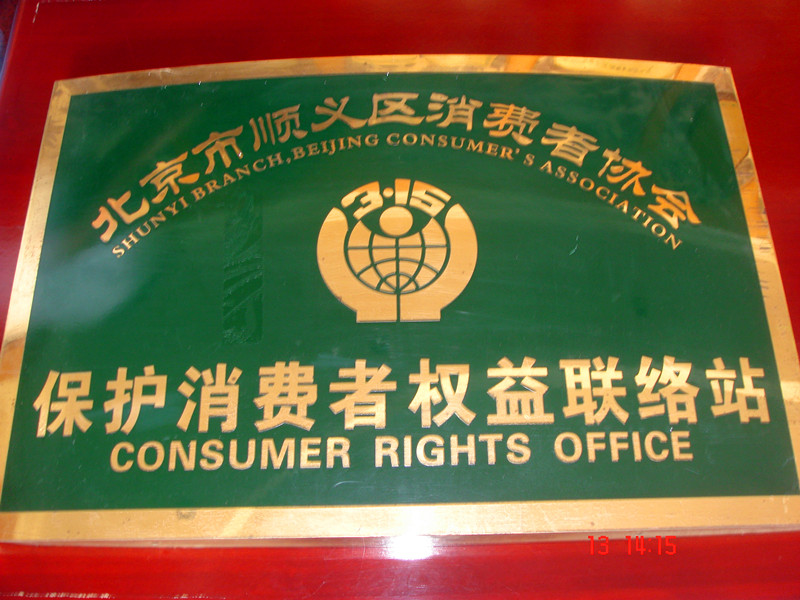 北京市顺义区消费者协会
SHUNYI BRANCH, BEIJING CONSUMER'S ASSOCIATION
3·15
保护消费者权益联络站
CONSUMER RIGHTS OFFICE
13 14:15